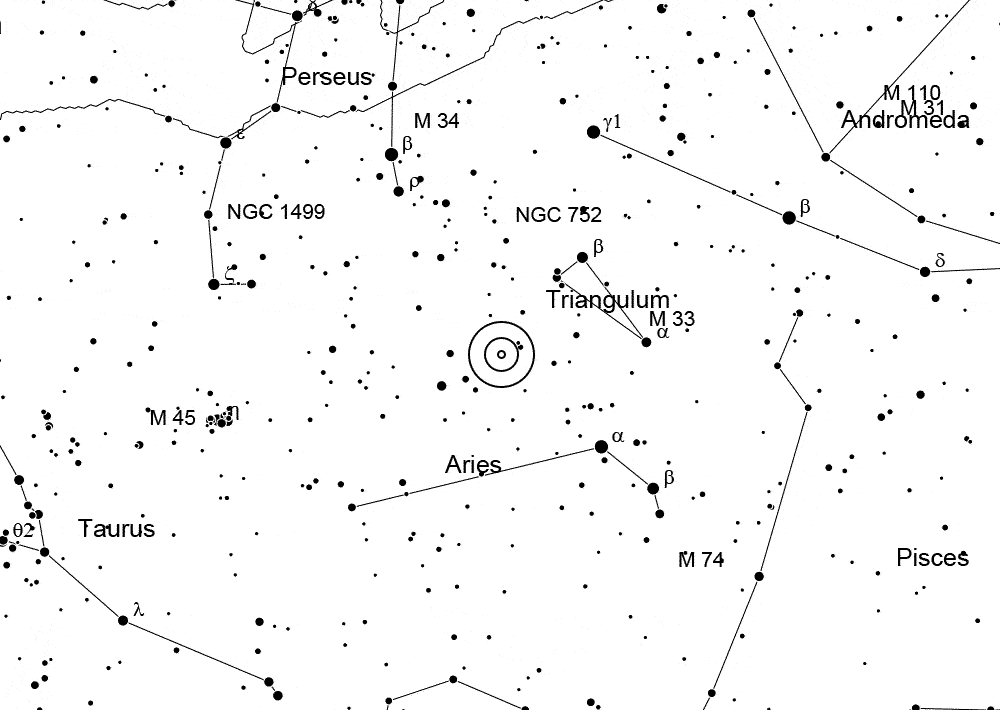 δ
Perseus
M 110
M 31
Andromeda
ε
M 34
γ1
β
ρ
NGC 1499
NGC 752
β
β
δ
ζ
Triangulum
M 33
α
M 45
η
α
Aries
β
θ2
Taurus
M 74
Pisces
λ